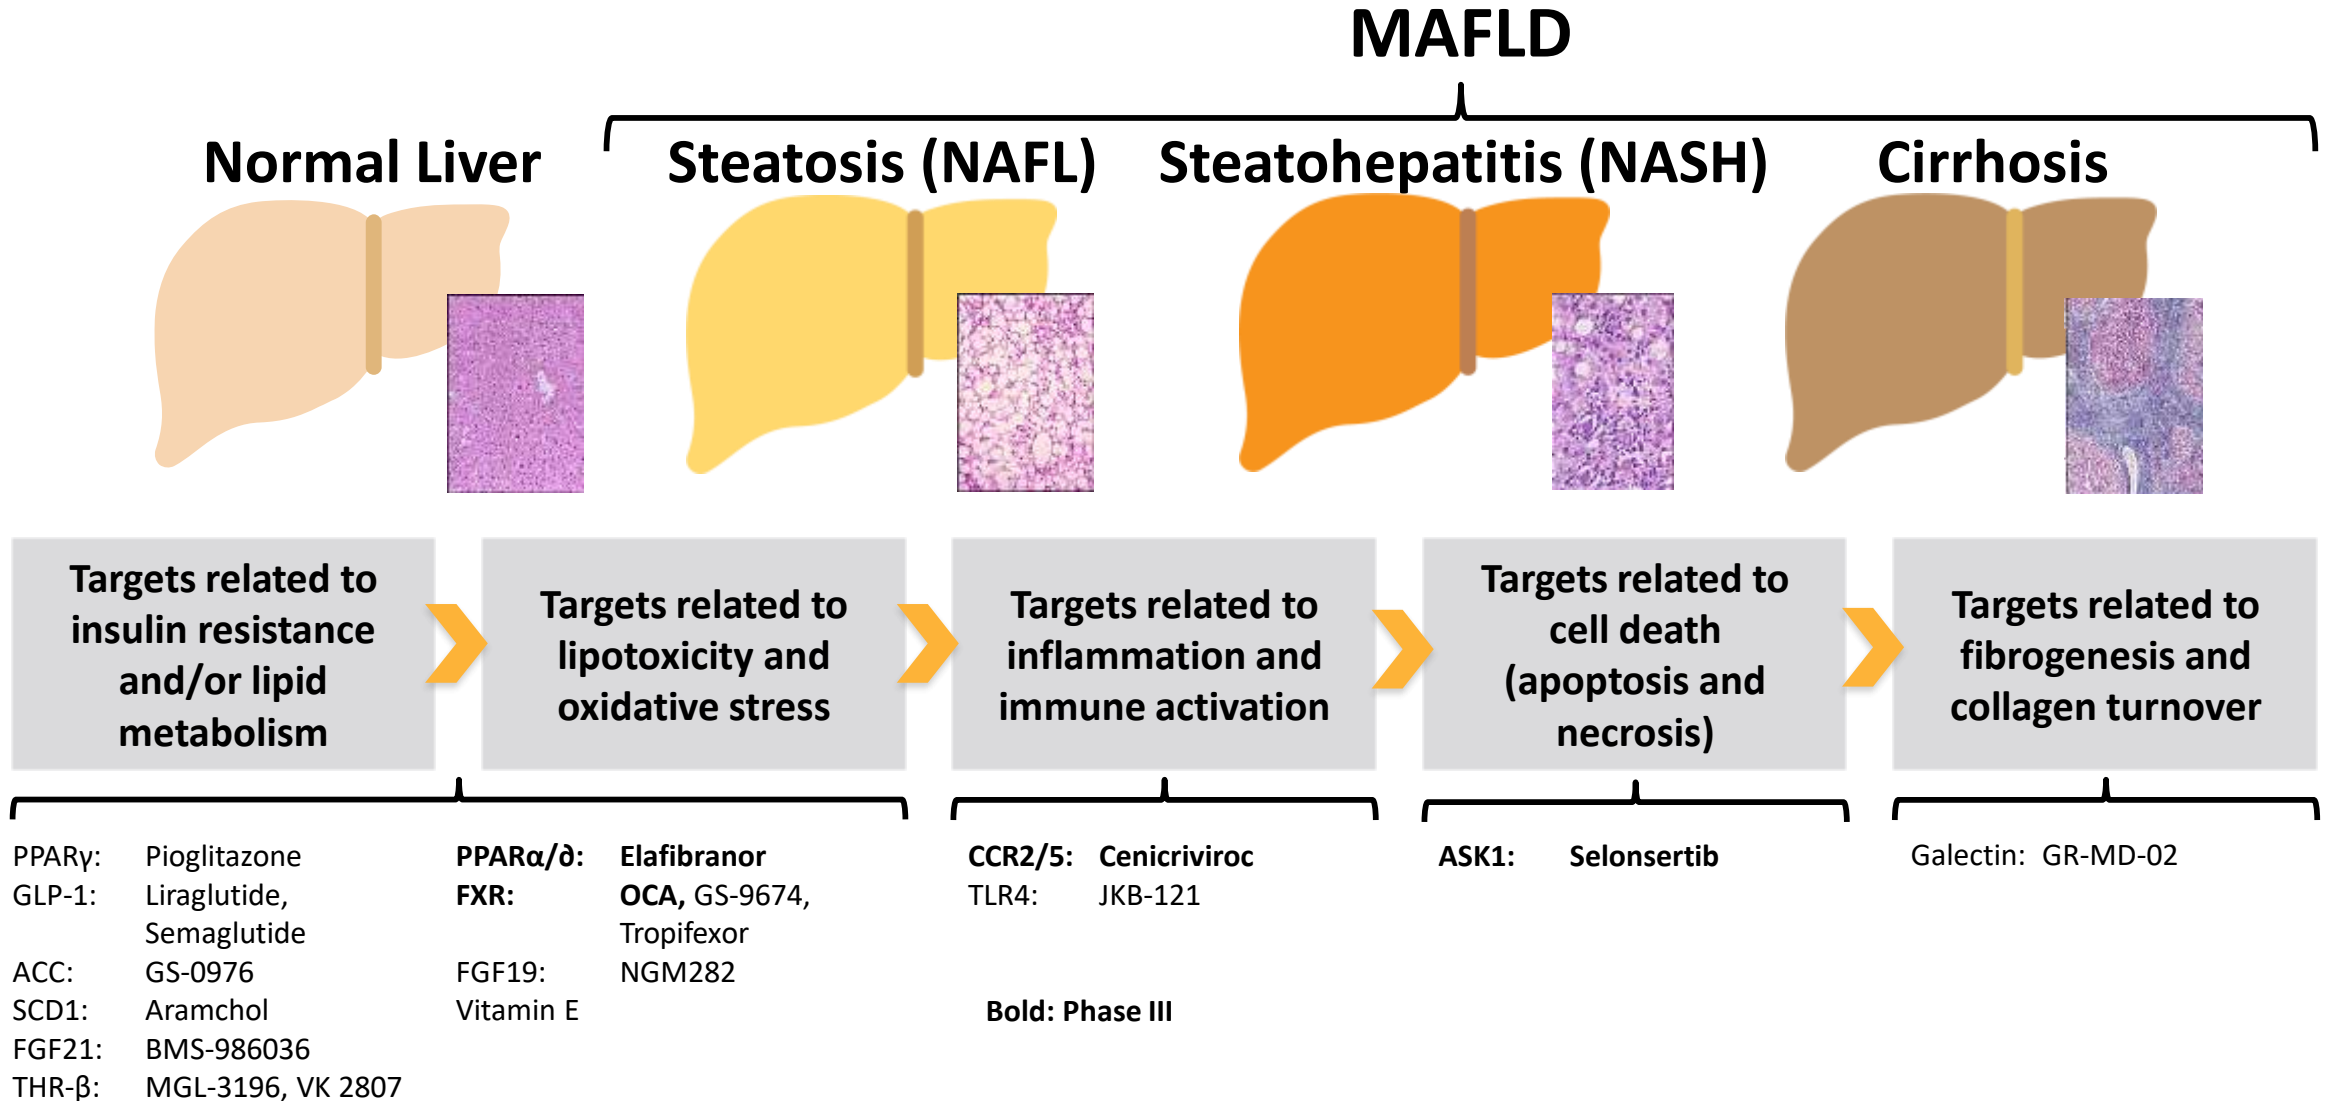 MAFLD
Normal Liver
Steatosis (NAFL)
Steatohepatitis (NASH)
Cirrhosis
Targets related to
insulin resistance
and/or lipid
metabolism
Targets related to
lipotoxicity and
oxidative stress
Targets related to
inflammation and
immune activation
Targets related to
cell death
(apoptosis and
necrosis)
Targets related to
fibrogenesis and
collagen turnover
PPARγ: Pioglitazone
GLP-1: Liraglutide,
Semaglutide
ACC: GS-0976
SCD1: Aramchol
FGF21: BMS-986036
THR-β: MGL-3196, VK 2807
PPARα/∂: Elafibranor
FXR: OCA, GS-9674,
Tropifexor
FGF19: NGM282
Vitamin E
CCR2/5: Cenicriviroc
TLR4: JKB-121
Bold: Phase III
ASK1: Selonsertib
Galectin: GR-MD-02